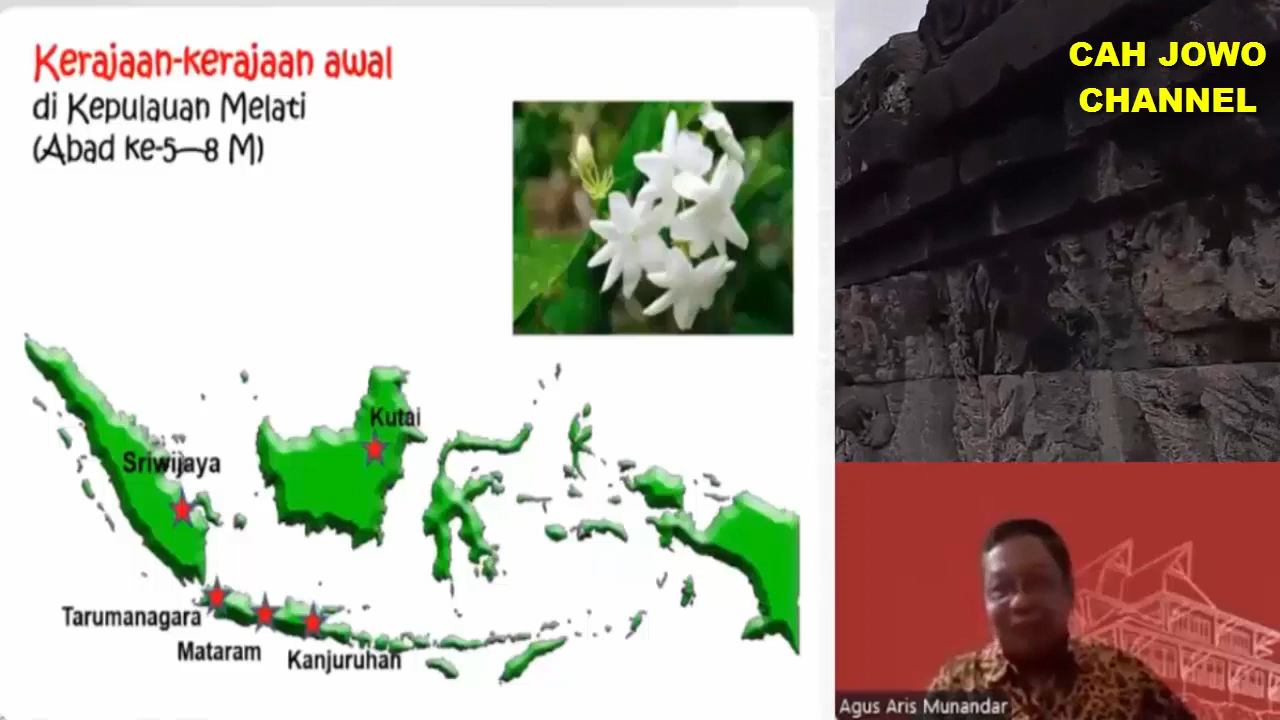 Kerajaan-kerajaan awal
di Kepulauan Melati
(Abad ke-5—8 M)
CAH JOWO
CHANNEL
Kutai
Sriwijaya
Tarumanagara
Mataram
Kanjuruhan
Agus Aris Munandar